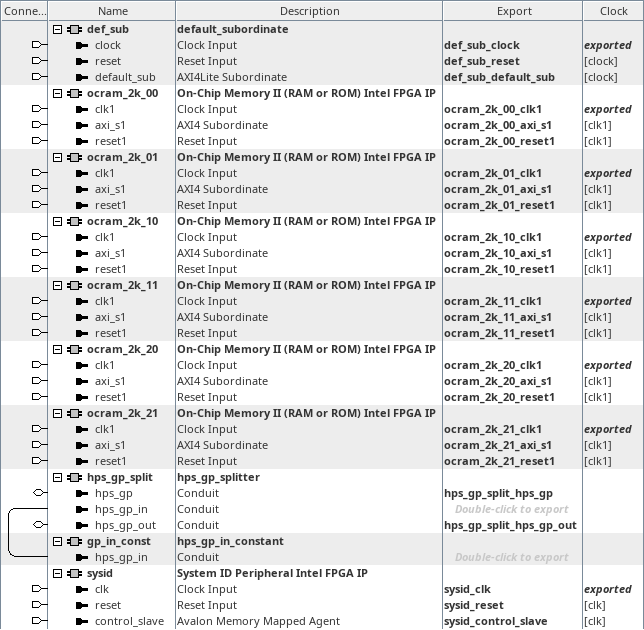 Conne... Name Description Export Clock
def_sub default_subordinate
clock Clock Input def_sub_clock exported
reset Reset Input def_sub_reset [clock]
default_sub AXI4Lite Subordinate def_sub_default_sub [clock]
ocram_2k_00 On-Chip Memory II (RAM or ROM) Intel FPGA IP
clk1 Clock Input ocram_2k_00_clk1 exported
axi_s1 AXI4 Subordinate ocram_2k_00_axi_s1 [clk1]
reset1 Reset Input ocram_2k_00_reset1 [clk1]
ocram_2k_01 On-Chip Memory II (RAM or ROM) Intel FPGA IP
clk1 Clock Input ocram_2k_01_clk1 exported
axi_s1 AXI4 Subordinate ocram_2k_01_axi_s1 [clk1]
reset1 Reset Input ocram_2k_01_reset1 [clk1]
ocram_2k_10 On-Chip Memory II (RAM or ROM) Intel FPGA IP
clk1 Clock Input ocram_2k_10_clk1 exported
axi_s1 AXI4 Subordinate ocram_2k_10_axi_s1 [clk1]
reset1 Reset Input ocram_2k_10_reset1 [clk1]
ocram_2k_11 On-Chip Memory II (RAM or ROM) Intel FPGA IP
clk1 Clock Input ocram_2k_11_clk1 exported
axi_s1 AXI4 Subordinate ocram_2k_11_axi_s1 [clk1]
reset1 Reset Input ocram_2k_11_reset1 [clk1]
ocram_2k_20 On-Chip Memory II (RAM or ROM) Intel FPGA IP
clk1 Clock Input ocram_2k_20_clk1 exported
axi_s1 AXI4 Subordinate ocram_2k_20_axi_s1 [clk1]
reset1 Reset Input ocram_2k_20_reset1 [clk1]
ocram_2k_21 On-Chip Memory II (RAM or ROM) Intel FPGA IP
clk1 Clock Input ocram_2k_21_clk1 exported
axi_s1 AXI4 Subordinate ocram_2k_21_axi_s1 [clk1]
reset1 Reset Input ocram_2k_21_reset1 [clk1]
hps_gp_split hps_gp_splitter
hps_gp Conduit hps_gp_split_hps_gp
hps_gp_in Conduit Double-click to export
hps_gp_out Conduit hps_gp_split_hps_gp_out
gp_in_const hps_gp_in_constant
hps_gp_in Conduit Double-click to export
sysid System ID Peripheral Intel FPGA IP
clk Clock Input sysid_clk exported
reset Reset Input sysid_reset [clk]
control_slave Avalon Memory Mapped Agent sysid_control_slave [clk]